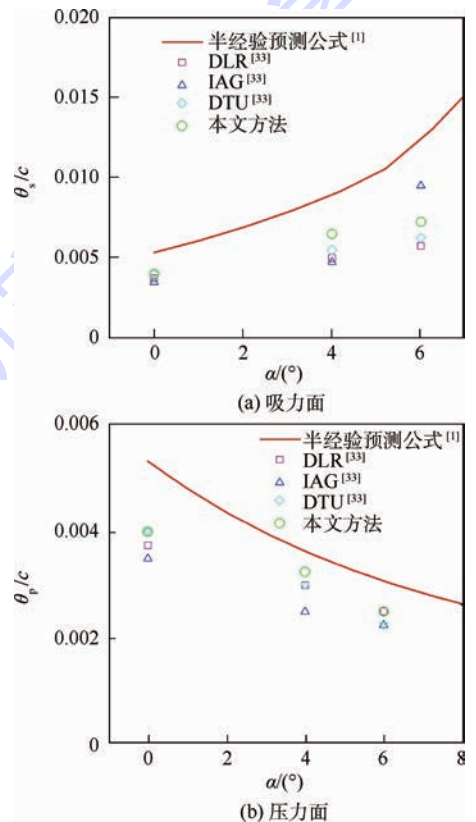 0.020
半经验预测公式[1]
DLR[33]
IAG[33]
DTU[33]
本文方法
0.015
0.010
0.005
0
θs/c
0 2 4 6
α/(°)
(a) 吸力面
0.006
半经验预测公式[1]
DLR[33]
IAG[33]
DTU[33]
本文方法
0.004
0.002
0
θp/c
0 2 4 6 8
α/(°)
(b) 压力面